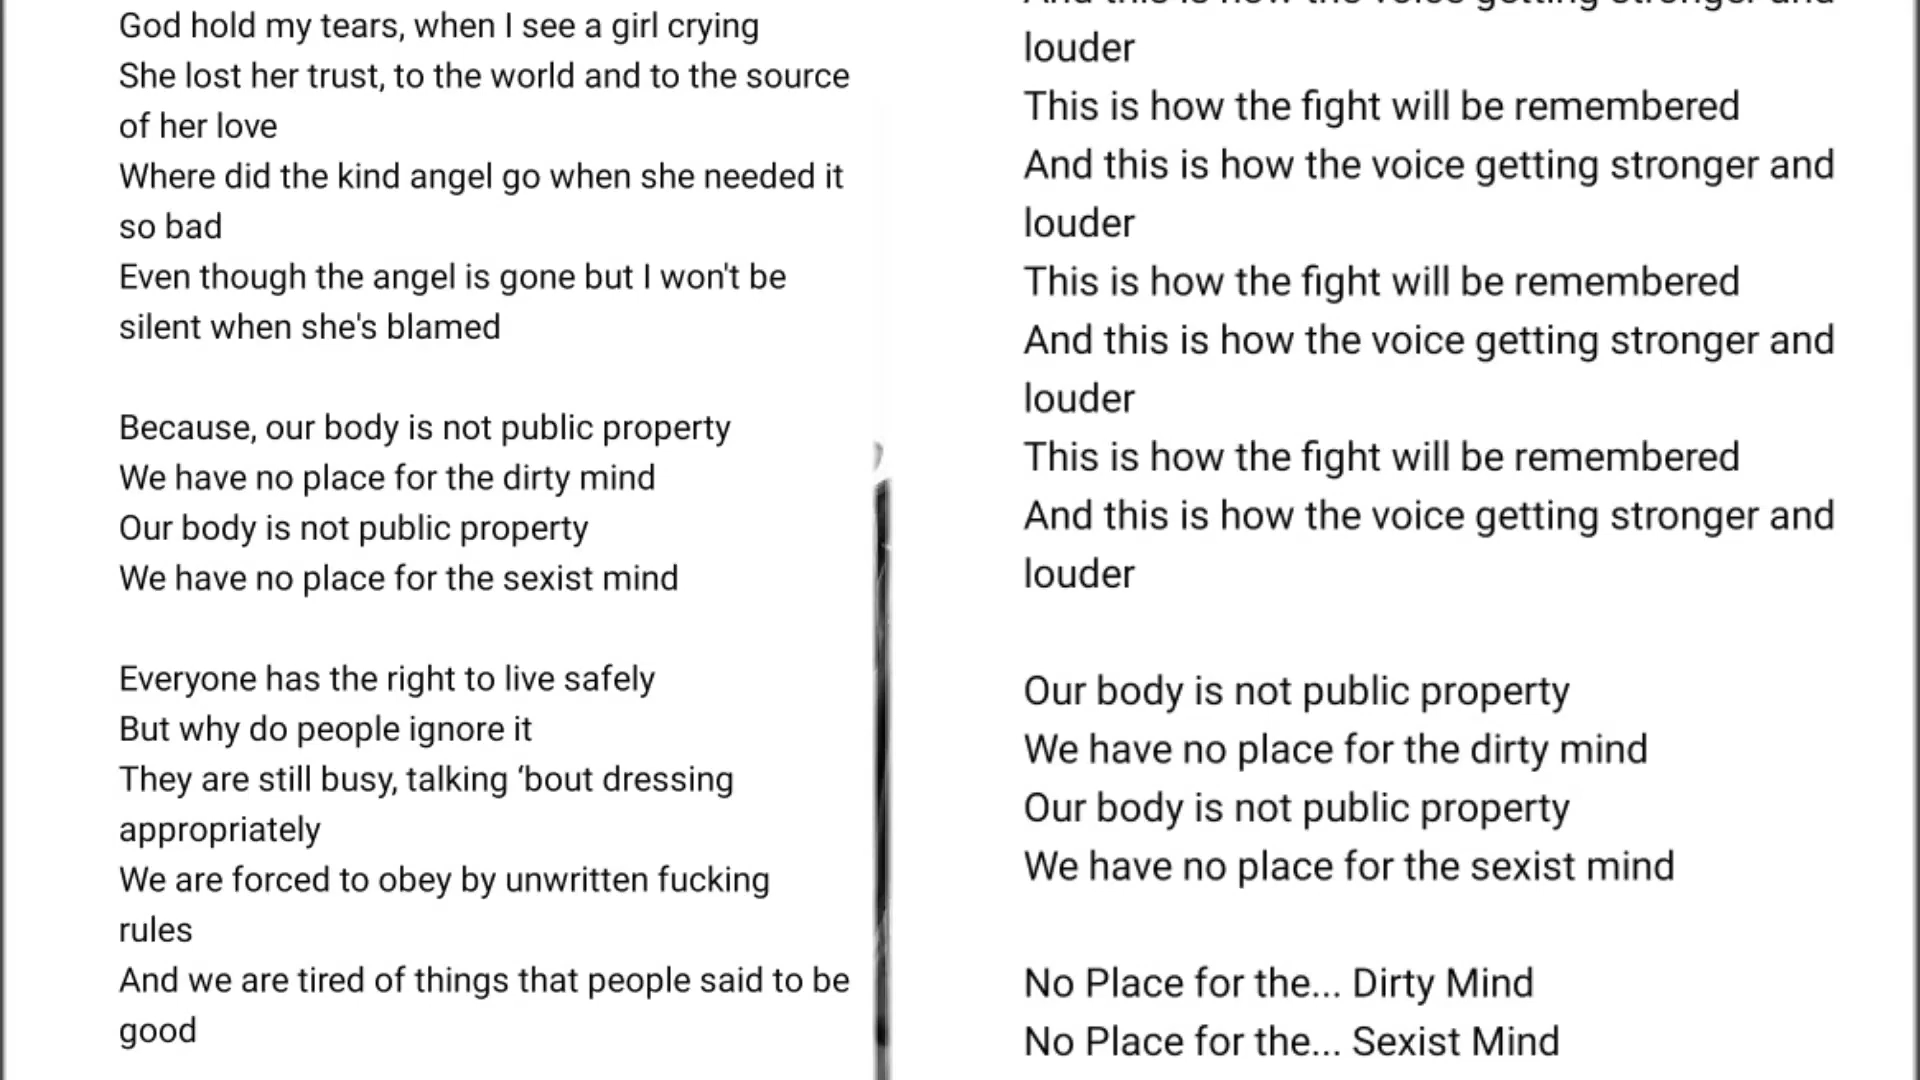 God hold my tears, when I see a girl crying
She lost her trust, to the world and to the source
of her love
Where did the kind angel go when she needed it
so bad
Even though the angel is gone but I won't be
silent when she's blamed
Because, our body is not public property
We have no place for the dirty mind
Our body is not public property
We have no place for the sexist mind
Everyone has the right to live safely
But why do people ignore it
They are still busy, talking ‘bout dressing
appropriately
We are forced to obey by unwritten fucking
rules
And we are tired of things that people said to be
good
And this is how the voice getting stronger and
louder
This is how the fight will be remembered
And this is how the voice getting stronger and
louder
This is how the fight will be remembered
And this is how the voice getting stronger and
louder
This is how the fight will be remembered
And this is how the voice getting stronger and
louder
Our body is not public property
We have no place for the dirty mind
Our body is not public property
We have no place for the sexist mind
No Place for the... Dirty Mind
No Place for the... Sexist Mind